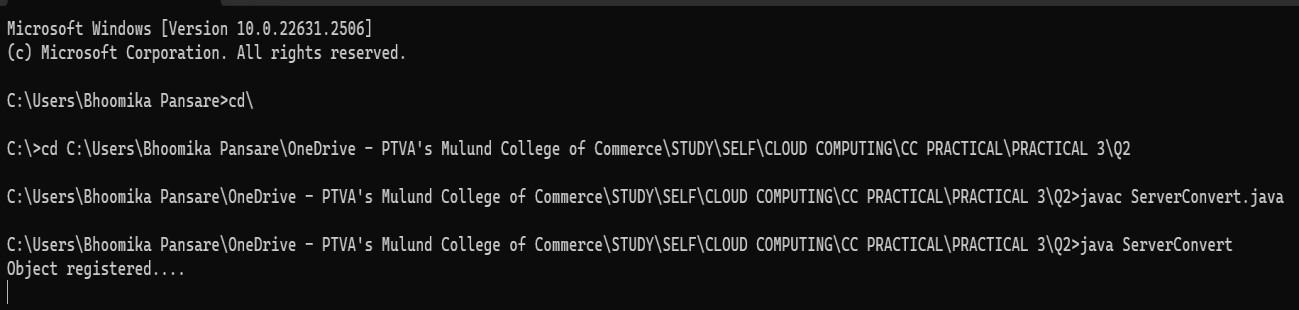 Microsoft Windows [Version 10.0.22631.2506]
(c) Microsoft Corporation. All rights reserved.
C:\Users\Bhoomika Pansare>cd\
C:\>cd C:\Users\Bhoomika Pansare\OneDrive - PTVA's Mulund College of Commerce\STUDY\SELF\CLOUD COMPUTING\CC PRACTICAL\PRACTICAL 3\Q2
C:\Users\Bhoomika Pansare\OneDrive - PTVA's Mulund College of Commerce\STUDY\SELF\CLOUD COMPUTING\CC PRACTICAL\PRACTICAL 3\Q2>javac ServerConvert.java
C:\Users\Bhoomika Pansare\OneDrive - PTVA's Mulund College of Commerce\STUDY\SELF\CLOUD COMPUTING\CC PRACTICAL\PRACTICAL 3\Q2>java ServerConvert
Object registered....